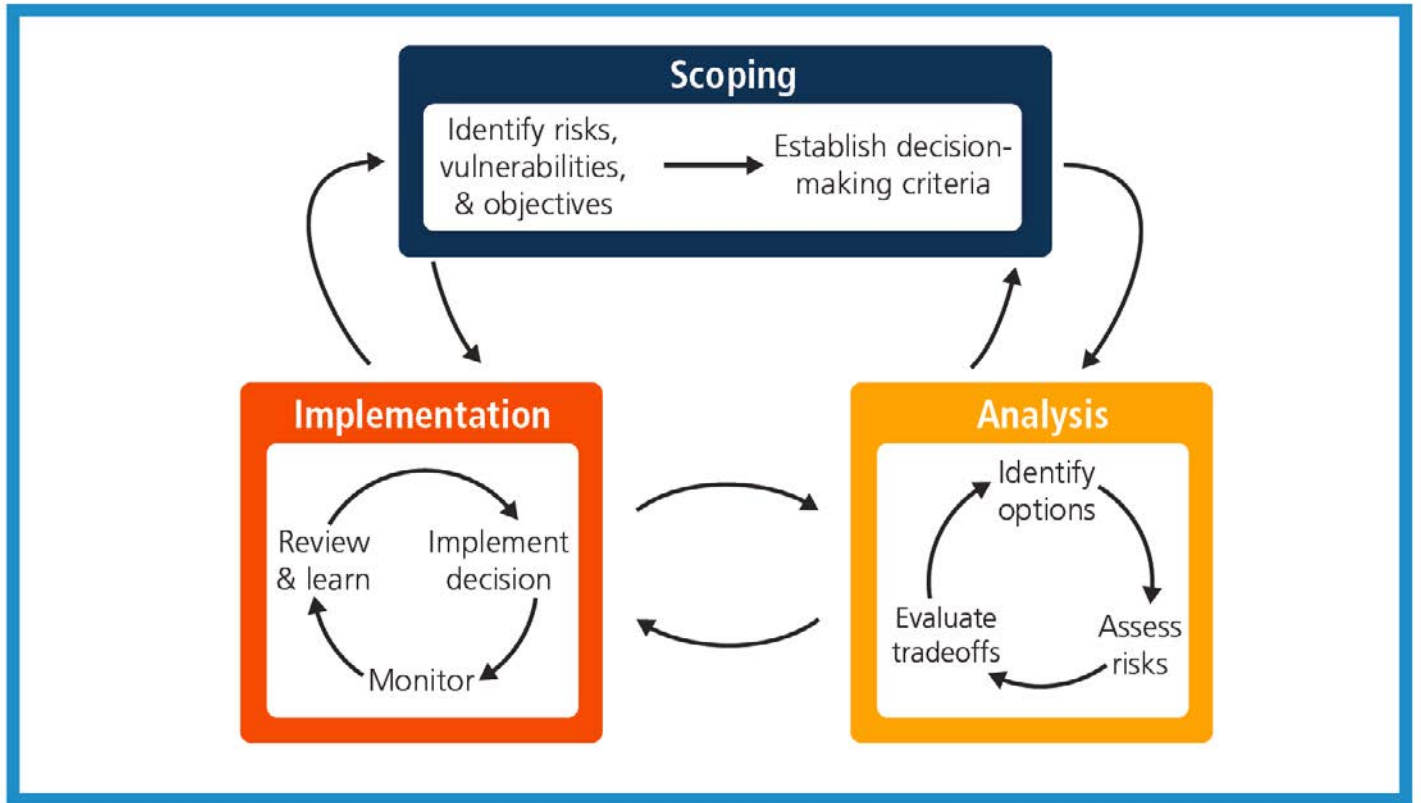 Scoping
Identify risks,
vulnerabilities,
& objectives
Establish decision-
making criteria
Implementation
Review
& learn
Implement
decision
Monitor
Analysis
Identify
options
Evaluate
tradeoffs
Assess
risks